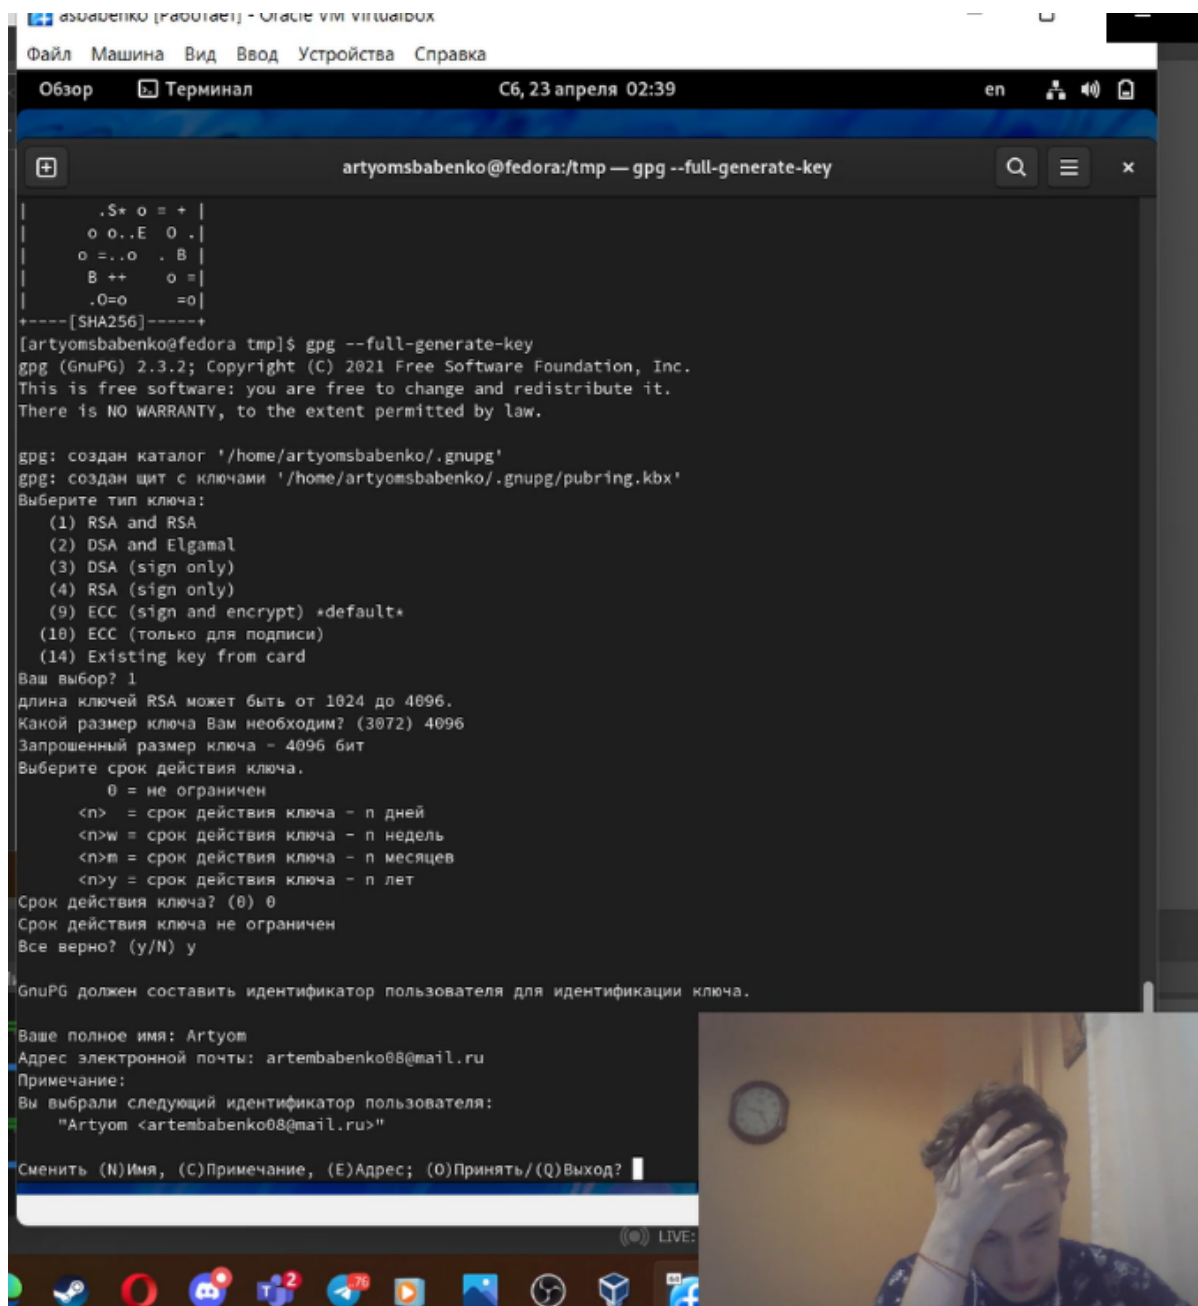 asbabenko [Работает] - Oracle VM VirtualBox
Файл Машина Вид Ввод Устройства Справка
Обзор Терминал Сб, 23 апреля 02:39 en
artyomsbabenko@fedora:/tmp — gpg --full-generate-key
|       .S* o = + |
|      o o..E  O .|
|     o =..o  . B |
|      B ++    o =|
|      .O=o     =o|
+----[SHA256]-----+
[artyomsbabenko@fedora tmp]$ gpg --full-generate-key
gpg (GnuPG) 2.3.2; Copyright (C) 2021 Free Software Foundation, Inc.
This is free software: you are free to change and redistribute it.
There is NO WARRANTY, to the extent permitted by law.
gpg: создан каталог '/home/artyomsbabenko/.gnupg'
gpg: создан щит с ключами '/home/artyomsbabenko/.gnupg/pubring.kbx'
Выберите тип ключа:
(1) RSA and RSA
(2) DSA and Elgamal
(3) DSA (sign only)
(4) RSA (sign only)
(9) ECC (sign and encrypt) *default*
(10) ECC (только для подписи)
(14) Existing key from card
Ваш выбор? 1
длина ключей RSA может быть от 1024 до 4096.
Какой размер ключа Вам необходим? (3072) 4096
Запрошенный размер ключа - 4096 бит
Выберите срок действия ключа.
0 = не ограничен
<n>  = срок действия ключа - n дней
<n>w = срок действия ключа - n недель
<n>m = срок действия ключа - n месяцев
<n>y = срок действия ключа - n лет
Срок действия ключа? (0) 0
Срок действия ключа не ограничен
Все верно? (y/N) y
GnuPG должен составить идентификатор пользователя для идентификации ключа.
Ваше полное имя: Artyom
Адрес электронной почты: artembabenko08@mail.ru
Примечание:
Вы выбрали следующий идентификатор пользователя:
"Artyom <artembabenko08@mail.ru>"
Сменить (N)Имя, (C)Примечание, (E)Адрес; (O)Принять/(Q)Выход?
LIVE:
2
76
64